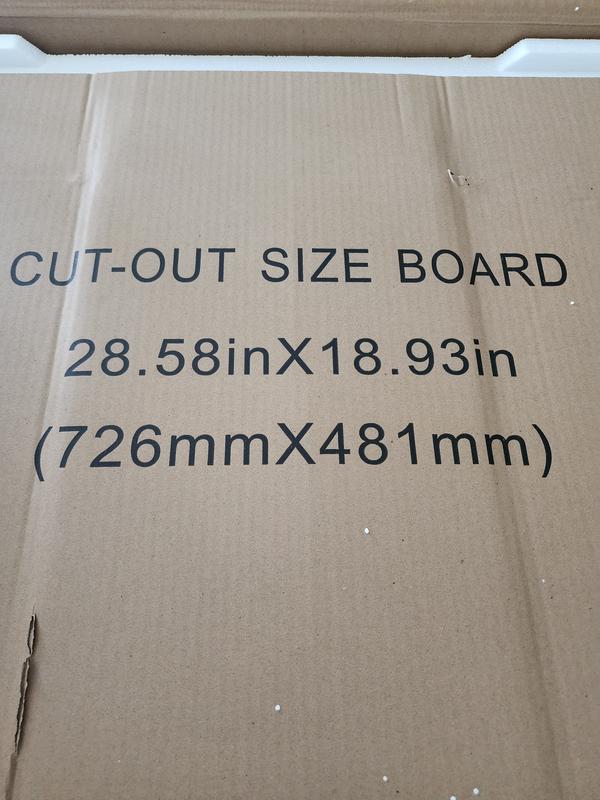 CUT-OUT SIZE BOARD
28.58inX18.93in
(726mmX481mm)